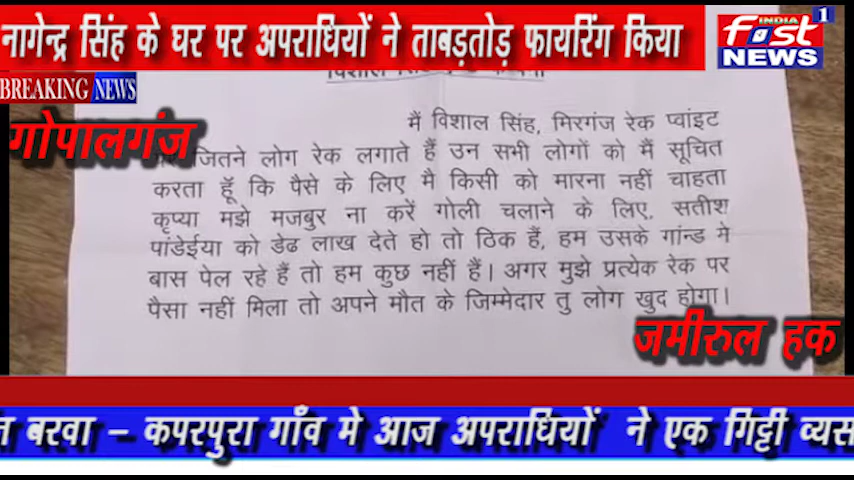 नागेन्द्र सिंह के घर पर अपराधियों ने ताबड़तोड़ फायरिंग किया
INDIA
1
Fast
NEWS
BREAKING NEWS
गोपालगंज
मैं विशाल सिंह, मिरगंज रेक प्वांइट
जितने लोग रेक लगाते हैं उन सभी लोगों को मैं सूचित
करता हूँ कि पैसे के लिए मै किसी को मारना नहीं चाहता
कृप्या मझे मजबुर ना करें गोली चलाने के लिए, सतीश
पांडेईया को डेढ लाख देते हो तो ठिक हैं, हम उसके गांन्ड मे
बास पेल रहे हैं तो हम कुछ नहीं हैं। अगर मुझे प्रत्येक रेक पर
पैसा नहीं मिला तो अपने मौत के जिम्मेदार तु लोग खुद होगा।
जमीरुल हक
बरवा – कपरपुरा गाँव मे आज अपराधियों ने एक गिट्टी व्यस